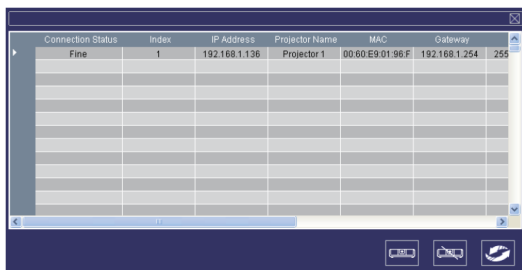 Connection Status Index IP Address Projector Name MAC Gateway
Fine 1 192.168.1.136 Projector 1 00:60:E9:01:96:F 192.168.1.254 255